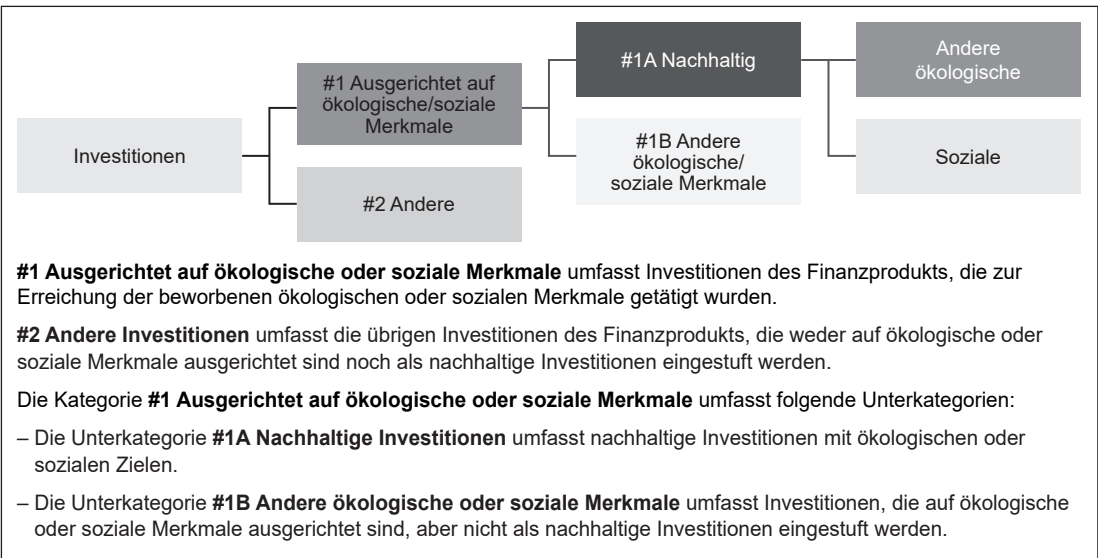 Investitionen
#1 Ausgerichtet auf
ökologische/soziale
Merkmale
#2 Andere
#1A Nachhaltig
#1B Andere
ökologische/
soziale Merkmale
Andere
ökologische
Soziale
#1 Ausgerichtet auf ökologische oder soziale Merkmale umfasst Investitionen des Finanzprodukts, die zur
Erreichung der beworbenen ökologischen oder sozialen Merkmale getätigt wurden.
#2 Andere Investitionen umfasst die übrigen Investitionen des Finanzprodukts, die weder auf ökologische oder
soziale Merkmale ausgerichtet sind noch als nachhaltige Investitionen eingestuft werden.
Die Kategorie #1 Ausgerichtet auf ökologische oder soziale Merkmale umfasst folgende Unterkategorien:
– Die Unterkategorie #1A Nachhaltige Investitionen umfasst nachhaltige Investitionen mit ökologischen oder
sozialen Zielen.
– Die Unterkategorie #1B Andere ökologische oder soziale Merkmale umfasst Investitionen, die auf ökologische
oder soziale Merkmale ausgerichtet sind, aber nicht als nachhaltige Investitionen eingestuft werden.